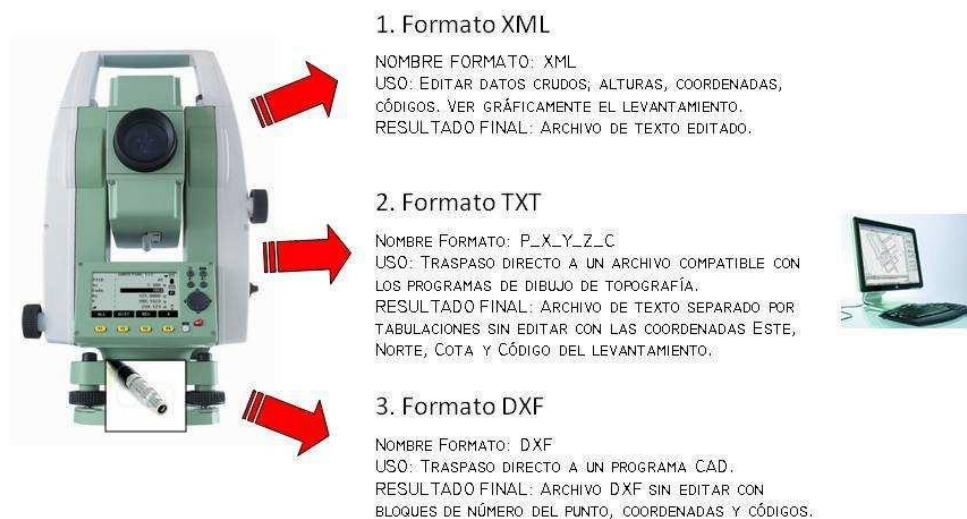 1. Formato XML
NOMBRE FORMATO: XML
USO: EDITAR DATOS CRUDOS; ALTURAS, COORDENADAS,
CÓDIGOS. VER GRÁFICAMENTE EL LEVANTAMIENTO.
RESULTADO FINAL: ARCHIVO DE TEXTO EDITADO.
2. Formato TXT
NOMBRE FORMATO: P_X_Y_Z_C
USO: TRASPASO DIRECTO A UN ARCHIVO COMPATIBLE CON
LOS PROGRAMAS DE DIBUJO DE TOPOGRAFÍA.
RESULTADO FINAL: ARCHIVO DE TEXTO SEPARADO POR
TABULACIONES SIN EDITAR CON LAS COORDENADAS ESTE,
NORTE, COTA Y CÓDIGO DEL LEVANTAMIENTO.
3. Formato DXF
NOMBRE FORMATO: DXF
USO: TRASPASO DIRECTO A UN PROGRAMA CAD.
RESULTADO FINAL: ARCHIVO DXF SIN EDITAR CON
BLOQUES DE NÚMERO DEL PUNTO, COORDENADAS Y CÓDIGOS.